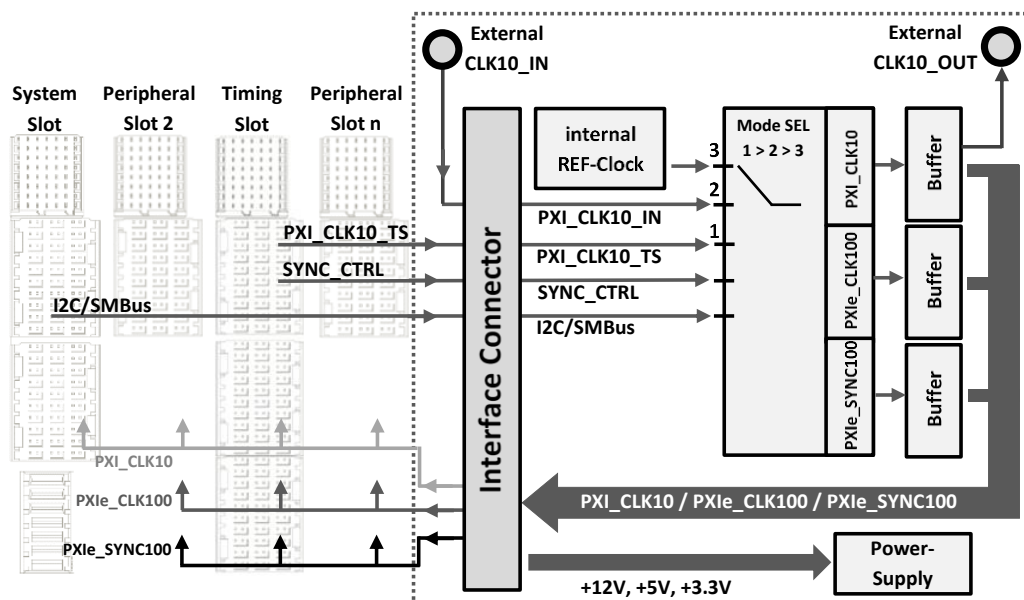 External
CLK10_IN
External
CLK10_OUT
System
Slot
Peripheral
Slot 2
Timing
Slot
Peripheral
Slot n
internal
REF-Clock
Mode SEL
1 > 2 > 3
3
2
1
PXI_CLK10
PXIe_CLK100
PXIe_SYNC100
Buffer
Buffer
Buffer
PXI_CLK10_TS
SYNC_CTRL
I2C/SMBus
Interface Connector
PXI_CLK10_IN
PXI_CLK10_TS
SYNC_CTRL
I2C/SMBus
PXI_CLK10
PXIe_CLK100
PXIe_SYNC100
PXI_CLK10 / PXIe_CLK100 / PXIe_SYNC100
+12V, +5V, +3.3V
Power-
Supply